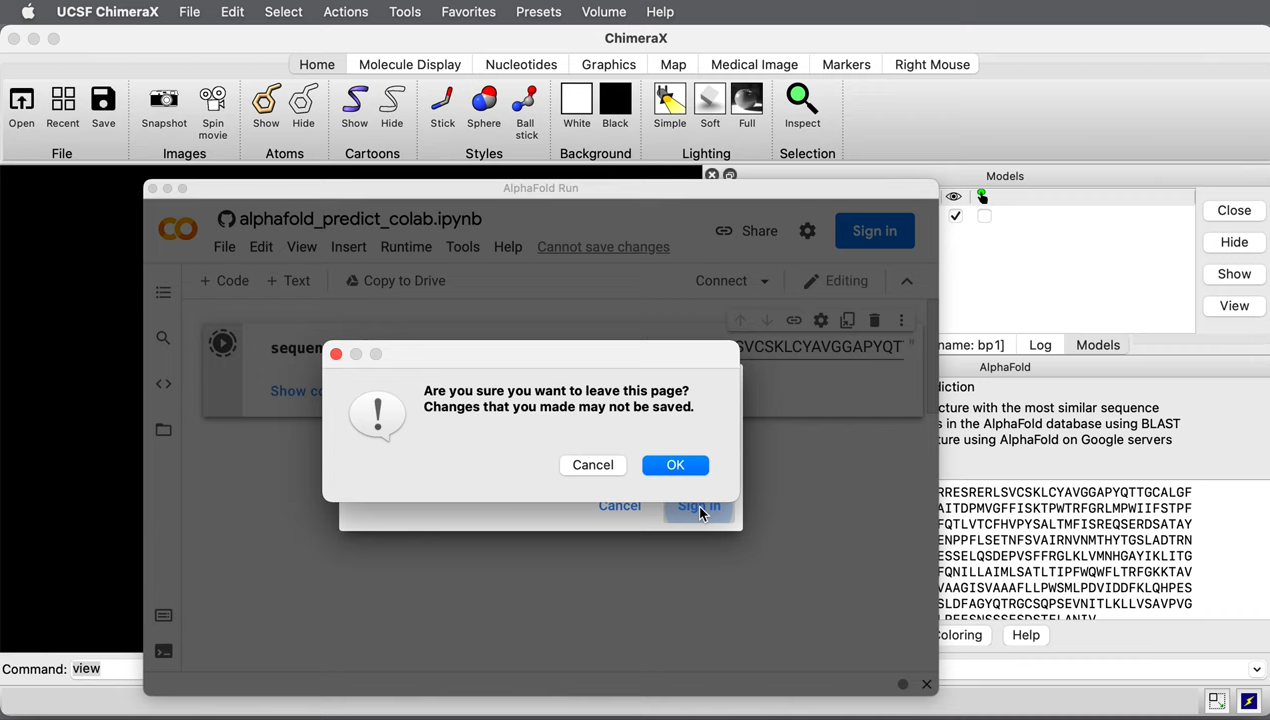 UCSF ChimeraX File Edit Select Actions Tools Favorites Presets Volume Help
ChimeraX
Home Molecule Display Nucleotides Graphics Map Medical Image Markers Right Mouse
Open Recent Save Snapshot Spin movie Show Hide Show Hide Stick Sphere Ball stick White Black Simple Soft Full Inspect
File Images Atoms Cartoons Styles Background Lighting Selection
AlphaFold Run
Models
alphafold_predict_colab.ipynb
Share
Sign in
File Edit View Insert Runtime Tools Help Cannot save changes
+ Code + Text Copy to Drive Connect Editing
SVCSKLCYAVGGAPYQT "
Are you sure you want to leave this page?
Changes that you made may not be saved.
Cancel OK
Cancel Sign in
Close
Hide
Show
View
name: bp1] Log Models
AlphaFold
diction
cture with the most similar sequence
s in the AlphaFold database using BLAST
ture using AlphaFold on Google servers
RRESRERLSVCSKLCYAVGGAPYQTTGCALGF
AITDPMVGFFISKTPWTRFGRLMPWIIFSTPF
FQTLVTCFHVPYSALTMFISREQSERDSATAY
ENPPFLSETNFSVAIRNVNMTHYTGSLADTRN
ESSELQSDEPVSFFRGLKLVMNHGAYIKLITG
FQNILLAIMLSATLTIPFWQWFLTRFGKKTAV
VAAGISVAAAFLLPWSMLPDVIDDFKLQHPES
SLDFAGYQTRGCSQPSEVNITLKLLVSAVPVG
oloring Help
Command: view